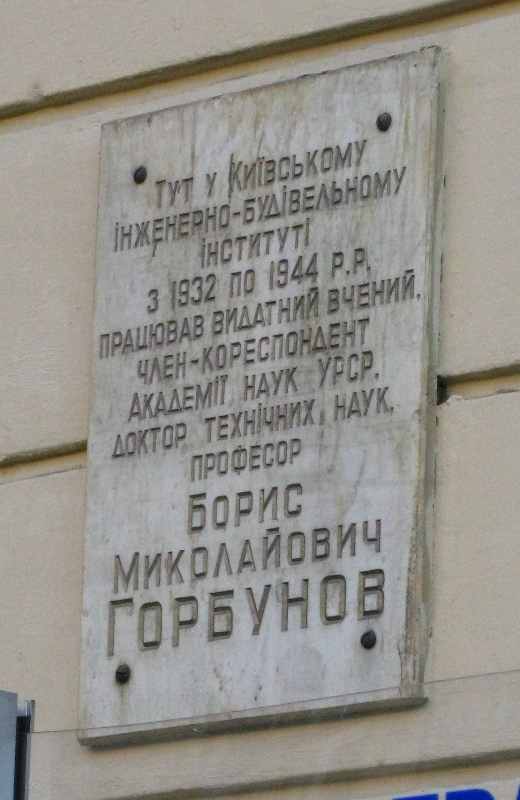 Тут у Київському
інженерно-будівельному
інституті
з 1932 по 1944 р.р.
працював видатний вчений,
член-кореспондент
Академії наук УРСР,
доктор технічних наук,
професор
Борис
Миколайович
Горбунов